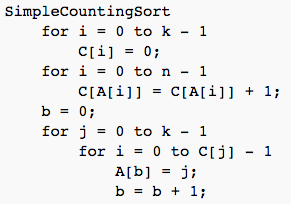 SimpleCountingSort
    for i = 0 to k - 1
        C[i] = 0;
    for i = 0 to n - 1
        C[A[i]] = C[A[i]] + 1;
    b = 0;
    for j = 0 to k - 1
        for i = 0 to C[j] - 1
            A[b] = j;
            b = b + 1;